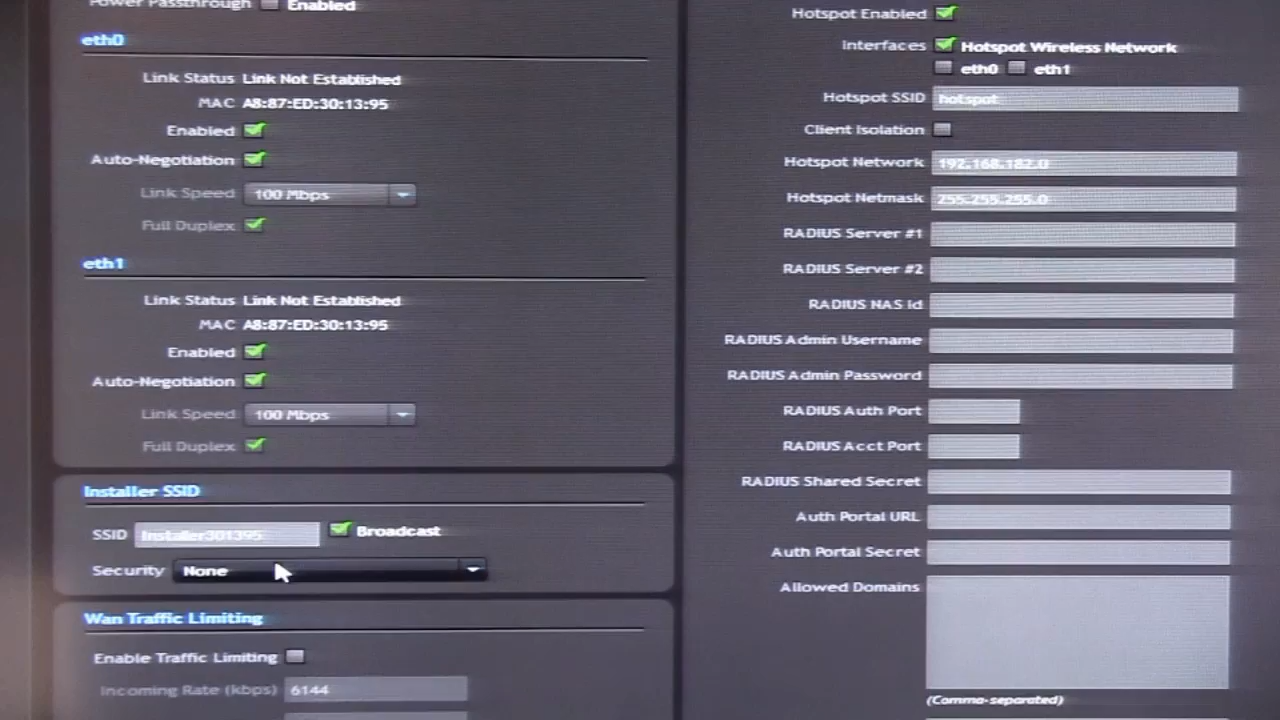 Power Passthrough Enabled
eth0
Link Status Link Not Established
MAC A8:87:ED:30:13:95
Enabled
Auto-Negotiation
Link Speed 100 Mbps
Full Duplex
eth1
Link Status Link Not Established
MAC A8:87:ED:30:13:95
Enabled
Auto-Negotiation
Link Speed 100 Mbps
Full Duplex
Installer SSID
SSID Installer301395 Broadcast
Security None
Wan Traffic Limiting
Enable Traffic Limiting
Incoming Rate (kbps) 6144
Hotspot Enabled
Interfaces Hotspot Wireless Network
eth0 eth1
Hotspot SSID hotspot
Client Isolation
Hotspot Network 192.168.182.0
Hotspot Netmask 255.255.255.0
RADIUS Server #1
RADIUS Server #2
RADIUS NAS Id
RADIUS Admin Username
RADIUS Admin Password
RADIUS Auth Port
RADIUS Acct Port
RADIUS Shared Secret
Auth Portal URL
Auth Portal Secret
Allowed Domains
(Comma-separated)